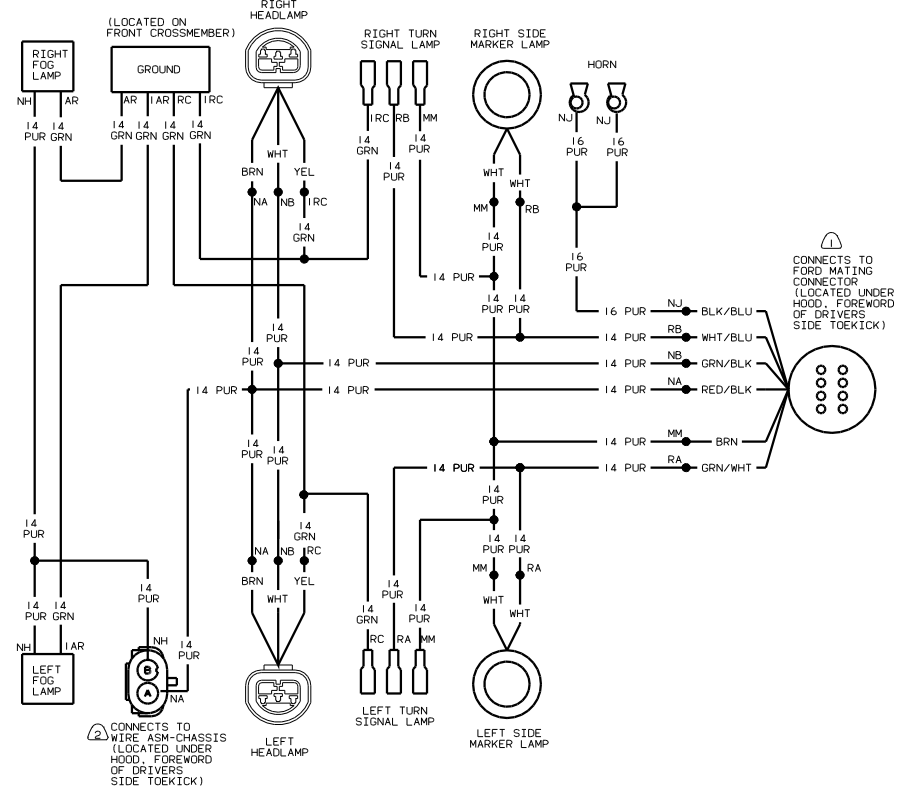 RIGHT
HEADLAMP
(LOCATED ON
FRONT CROSSMEMBER)
RIGHT TURN
SIGNAL LAMP
RIGHT SIDE
MARKER LAMP
RIGHT
FOG
LAMP
GROUND
HORN
NH AR
AR 1AR RC 1RC
1RC RB MM
NJ NJ
14
PUR
14
GRN
14
GRN
14
GRN
14
GRN
14
GRN
14
GRN
14
PUR
14
PUR
16
PUR
16
PUR
BRN
WHT
YEL
WHT
WHT
NA NB 1RC
MM RB
14
GRN
14
PUR
16
PUR
1
CONNECTS TO
FORD MATING
CONNECTOR
(LOCATED UNDER
HOOD, FOREWORD
OF DRIVERS
SIDE TOEKICK)
14 PUR
14
PUR
14
PUR
16 PUR NJ BLK/BLU
14
PUR
14 PUR 14 PUR RB WHT/BLU
14
PUR
14 PUR 14 PUR NB GRN/BLK
14 PUR 14 PUR 14 PUR NA RED/BLK
14
PUR
14
PUR
14 PUR MM BRN
14 PUR 14 PUR RA GRN/WHT
14
PUR
14
PUR
14
GRN
14
PUR
14
PUR
NA NB RC
MM RA
BRN
WHT
YEL
WHT
WHT
14
PUR
14
GRN
14
PUR
14
GRN
14
PUR
14
PUR
14
PUR
NH 1AR
NH
RC RA MM
LEFT
FOG
LAMP
B
A
NA
2
CONNECTS TO
WIRE ASM-CHASSIS
(LOCATED UNDER
HOOD, FOREWORD
OF DRIVERS
SIDE TOEKICK)
LEFT
HEADLAMP
LEFT TURN
SIGNAL LAMP
LEFT SIDE
MARKER LAMP